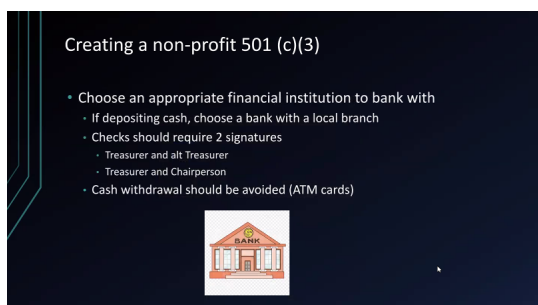 Creating a non-profit 501 (c)(3)
• Choose an appropriate financial institution to bank with
• If depositing cash, choose a bank with a local branch
• Checks should require 2 signatures
• Treasurer and alt Treasurer
• Treasurer and Chairperson
• Cash withdrawal should be avoided (ATM cards)
BANK